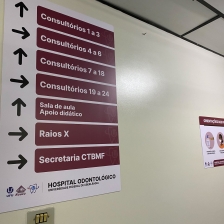 Consultórios 1 a 3
Consultórios 4 a 6
Consultórios 7 a 18
Consultórios 19 a 24
Sala de aula
Apoio didático
Raios X
Secretaria CTBMF
HOSPITAL ODONTOLÓGICO